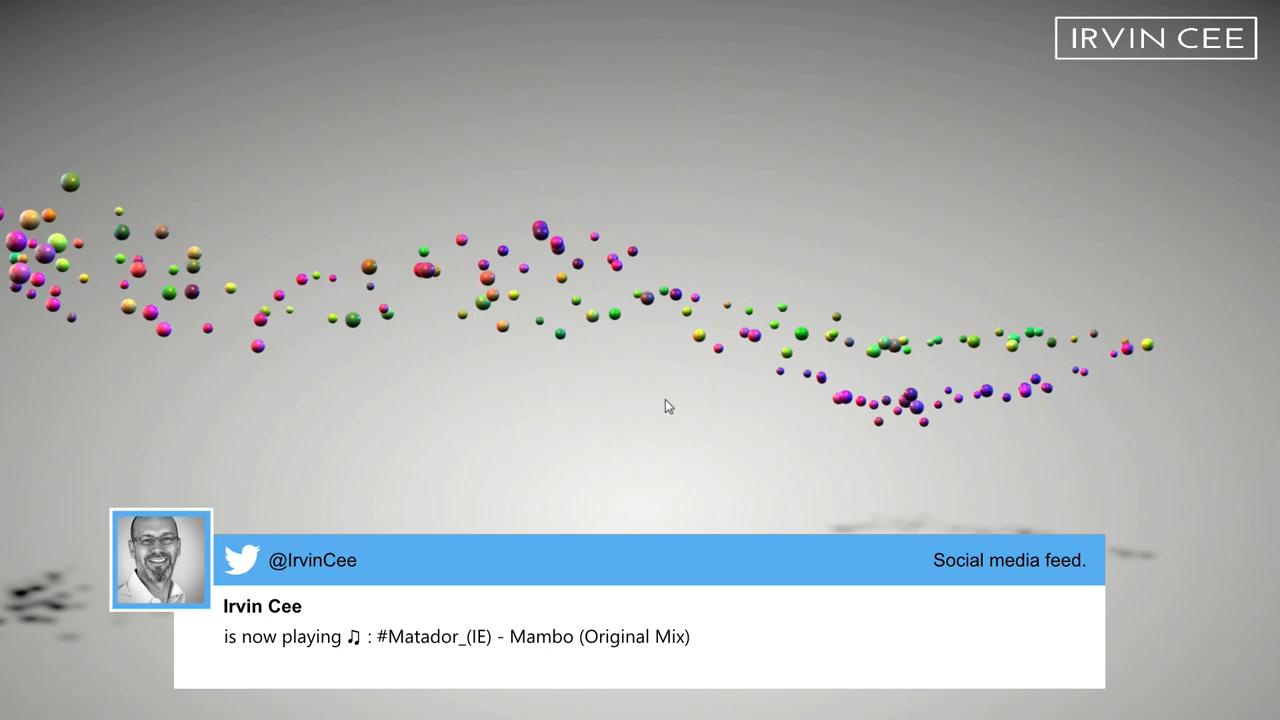 IRVIN CEE
@IrvinCee Social media feed.
Irvin Cee
is now playing ♫ : #Matador_(IE) - Mambo (Original Mix)